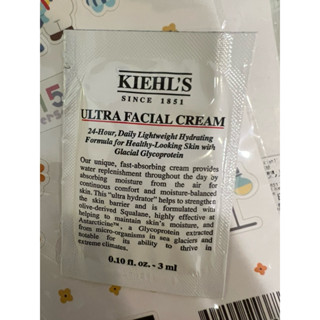 KIEHL'S
SINCE 1851
ULTRA FACIAL CREAM
24-Hour, Daily Lightweight Hydrating
Formula for Healthy-Looking Skin with
Glacial Glycoprotein
Our unique, fast-absorbing cream provides
water replenishment throughout the day by
absorbing moisture from the air for
continuous comfort and moisture-balanced
skin. This "ultra hydrator" helps to strengthen
the skin barrier and is formulated with
olive-derived Squalane, highly effective at
helping to maintain skin's moisture, and
Antarcticine™, a Glycoprotein extracted
from micro-organisms in sea glaciers and
notable for its ability to thrive in
extreme climates.
0.10 fl. oz. - 3 ml
15